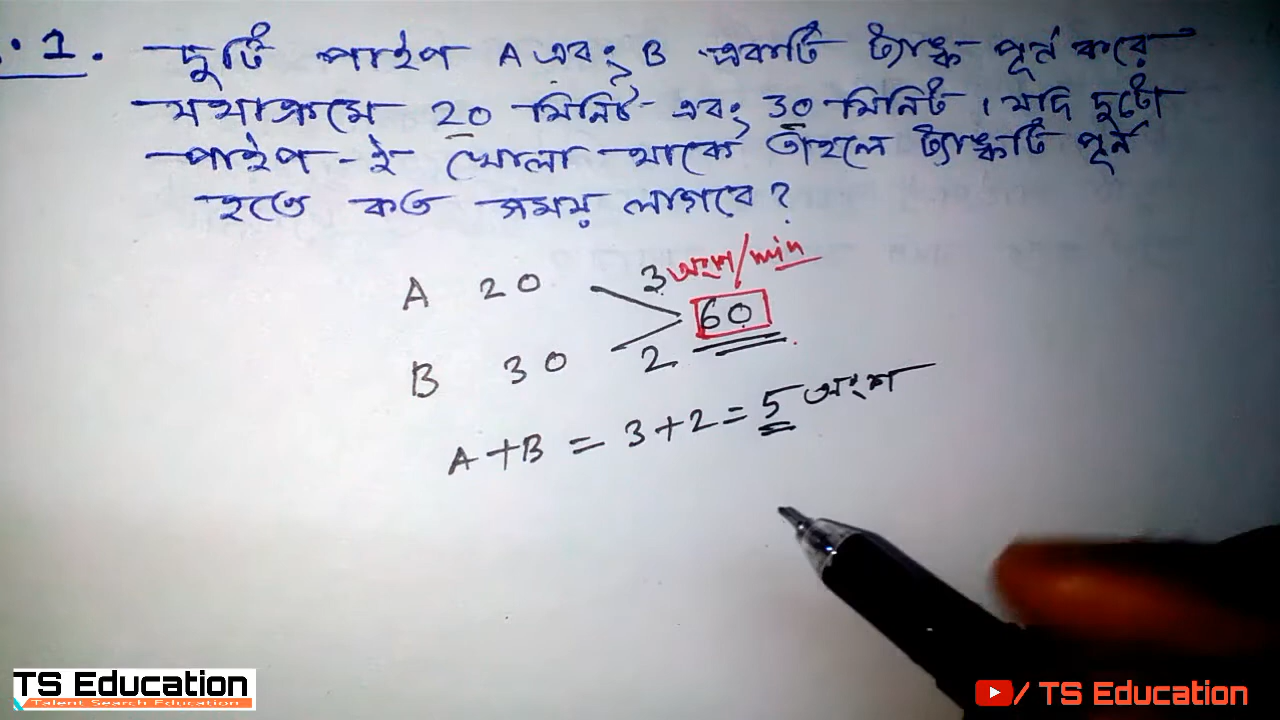 . 1. দুটি পাইপ A এবং B একটি ট্যাঙ্ক পূর্ন করে
যথাক্রমে 20 মিনিট এবং 30 মিনিট । যদি দুটো
পাইপ-ই খোলা থাকে তাহলে ট্যাঙ্কটি পূর্ন
হতে কত সময় লাগবে ?
A 20 3 অংশ/min
60
B 30 2
A+B = 3+2 = 5 অংশ
TS Education
Talent Search Education
/ TS Education